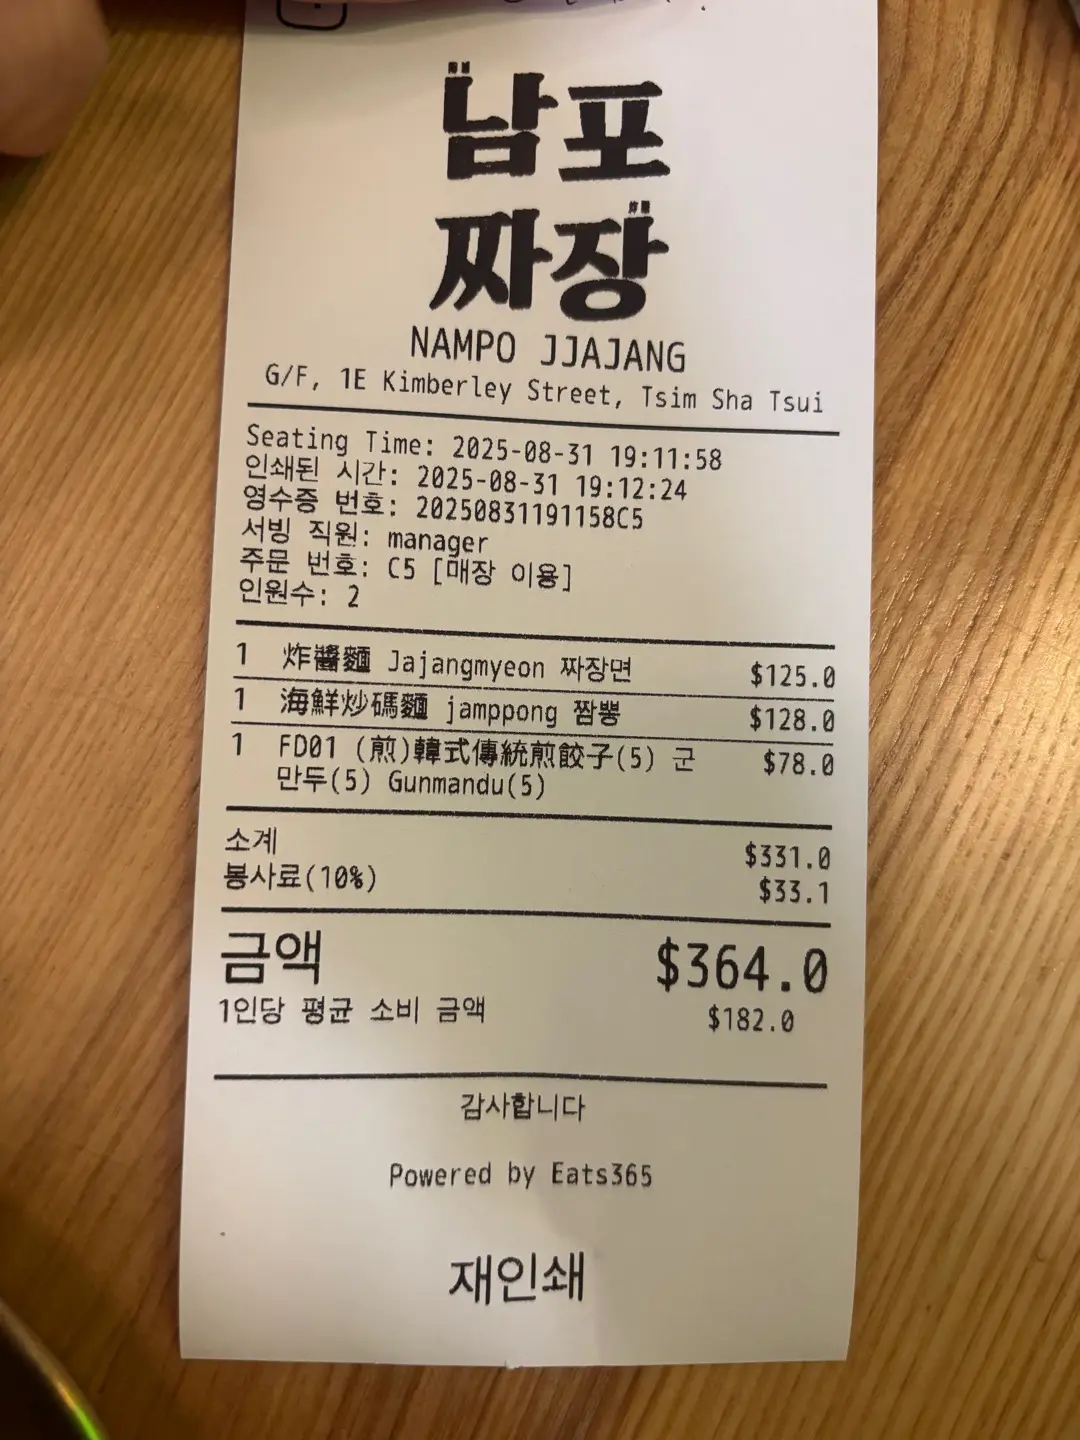 남포
짜장
NAMPO JJAJANG
G/F, 1E Kimberley Street, Tsim Sha Tsui
Seating Time: 2025-08-31 19:11:58
인쇄된 시간: 2025-08-31 19:12:24
영수증 번호: 20250831191158C5
서빙 직원: manager
주문 번호: C5 [매장 이용]
인원수: 2
1 炸醬麵 Jajangmyeon 짜장면 $125.0
1 海鮮炒碼麵 jamppong 짬뽕 $128.0
1 FD01 (煎)韓式傳統煎餃子(5) 군 $78.0
만두(5) Gunmandu(5)
소계 $331.0
봉사료(10%) $33.1
금액 $364.0
1인당 평균 소비 금액 $182.0
감사합니다
Powered by Eats365
재인쇄